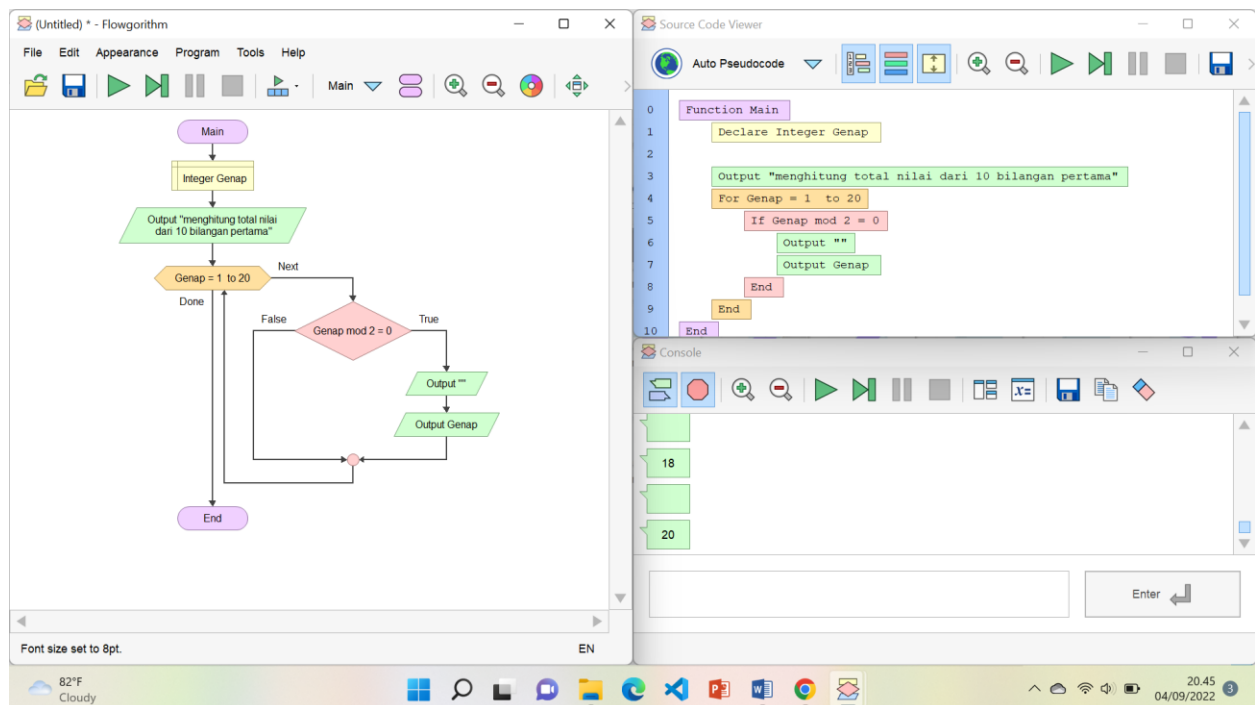 (Untitled) * - Flowgorithm
File Edit Appearance Program Tools Help
Main
Main
Integer Genap
Output "menghitung total nilai
dari 10 bilangan pertama"
Genap = 1 to 20
Next
Done
False
Genap mod 2 = 0
True
Output ""
Output Genap
End
Font size set to 8pt.
EN
Source Code Viewer
Auto Pseudocode
0 Function Main
1 Declare Integer Genap
2
3 Output "menghitung total nilai dari 10 bilangan pertama"
4 For Genap = 1 to 20
5 If Genap mod 2 = 0
6 Output ""
7 Output Genap
8 End
9 End
10 End
Console
18
20
Enter
82°F
Cloudy
20.45
04/09/2022
3